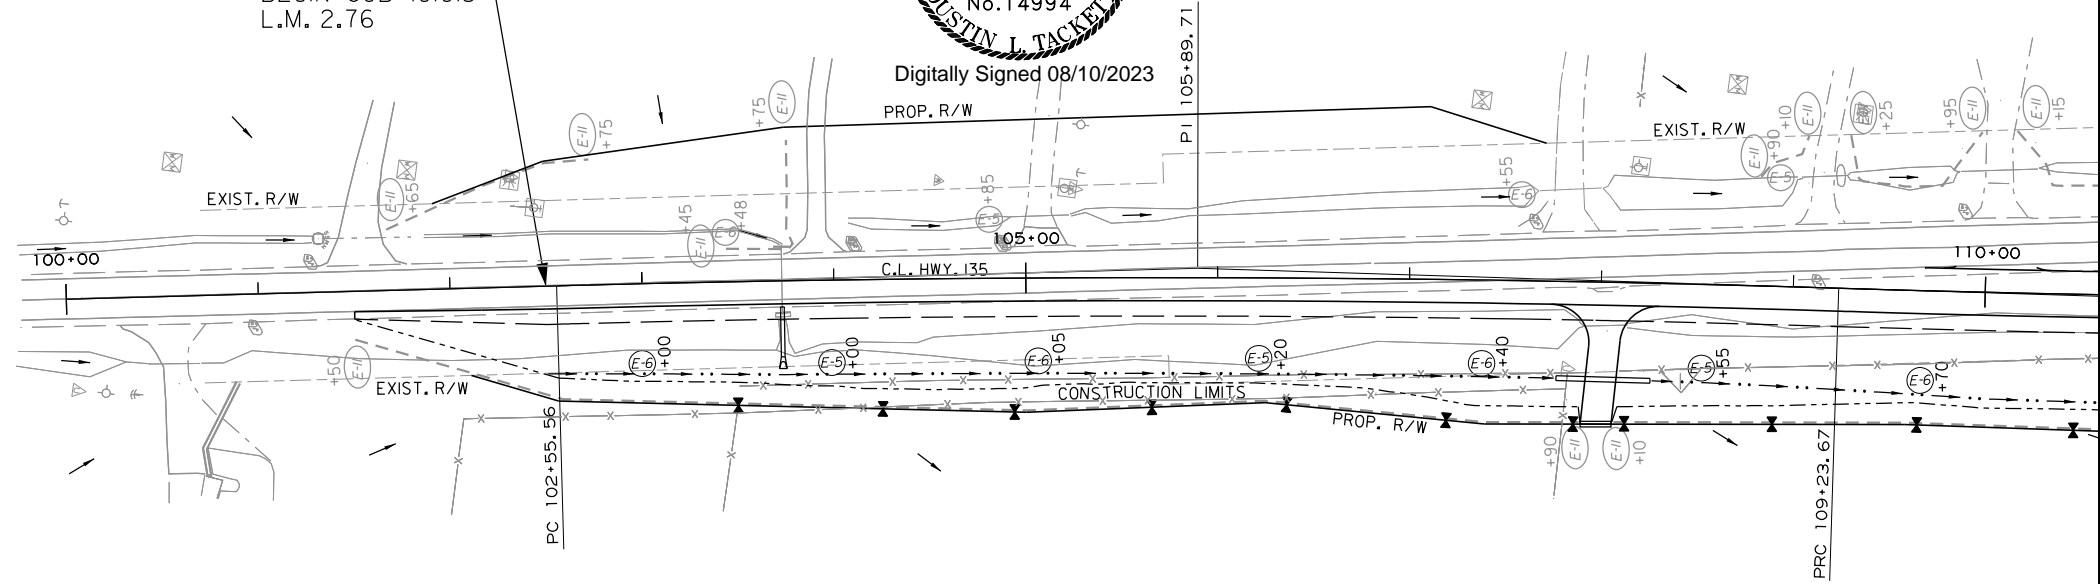 L.M. 2.76
No.14994
USTIN L. TACKET
Digitally Signed 08/10/2023
PI 105+89.71
PROP. R/W
EXIST. R/W
EXIST. R/W
E-11 +75
+75 E-11
E-11 +65
+45 E-11
E-6 +48
+85 E-5
+55 E-6
E-11 +90
+10 E-11
E-5
+25
+95 E-11
E-11 +15
100+00
105+00
110+00
C.L. HWY. 135
+50 E-11
EXIST. R/W
E-6 +00
E-5 +00
E-6 +05
E-5 +20
E-6 +40
E-5 +55
E-6 +70
CONSTRUCTION LIMITS
PROP. R/W
+90 E-11
E-11 +10
PC 102+55.56
PRC 109+23.67